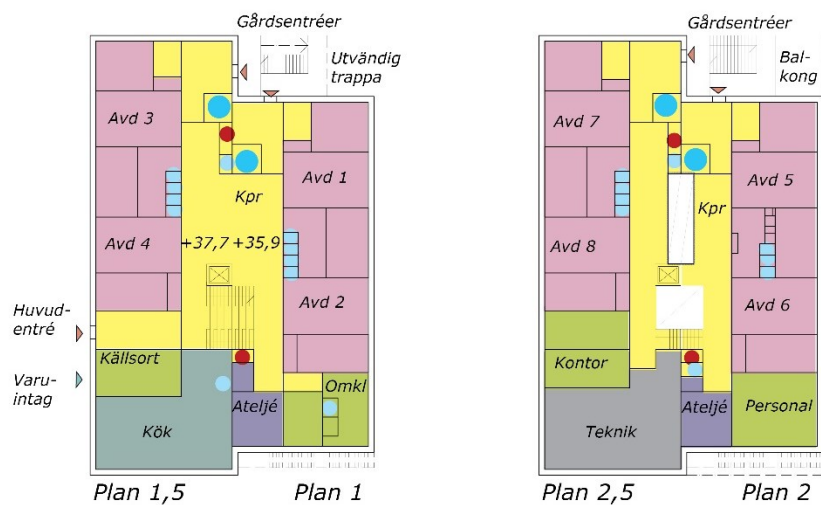 Gårdsentréer
Utvändig
trappa
Avd 3
Avd 1
Kpr
Avd 4
+37,7 +35,9
Avd 2
Huvud-
entré
Källsort
Varu-
intag
Omkl
Ateljé
Kök
Plan 1,5
Plan 1
Gårdsentréer
Bal-
kong
Avd 7
Avd 5
Kpr
Avd 8
Avd 6
Kontor
Ateljé
Personal
Teknik
Plan 2,5
Plan 2